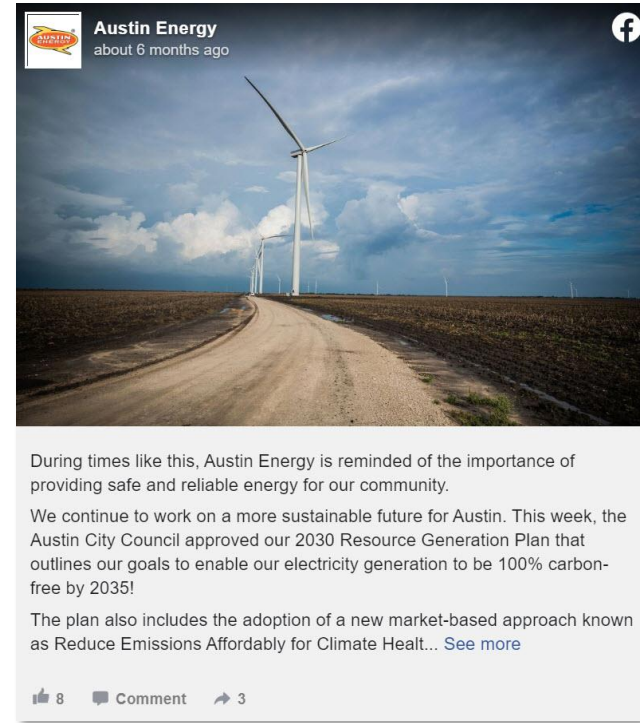 AUSTIN
ENERGY
Austin Energy
about 6 months ago
During times like this, Austin Energy is reminded of the importance of
providing safe and reliable energy for our community.
We continue to work on a more sustainable future for Austin. This week, the
Austin City Council approved our 2030 Resource Generation Plan that
outlines our goals to enable our electricity generation to be 100% carbon-
free by 2035!
The plan also includes the adoption of a new market-based approach known
as Reduce Emissions Affordably for Climate Healt... See more
8 Comment 3